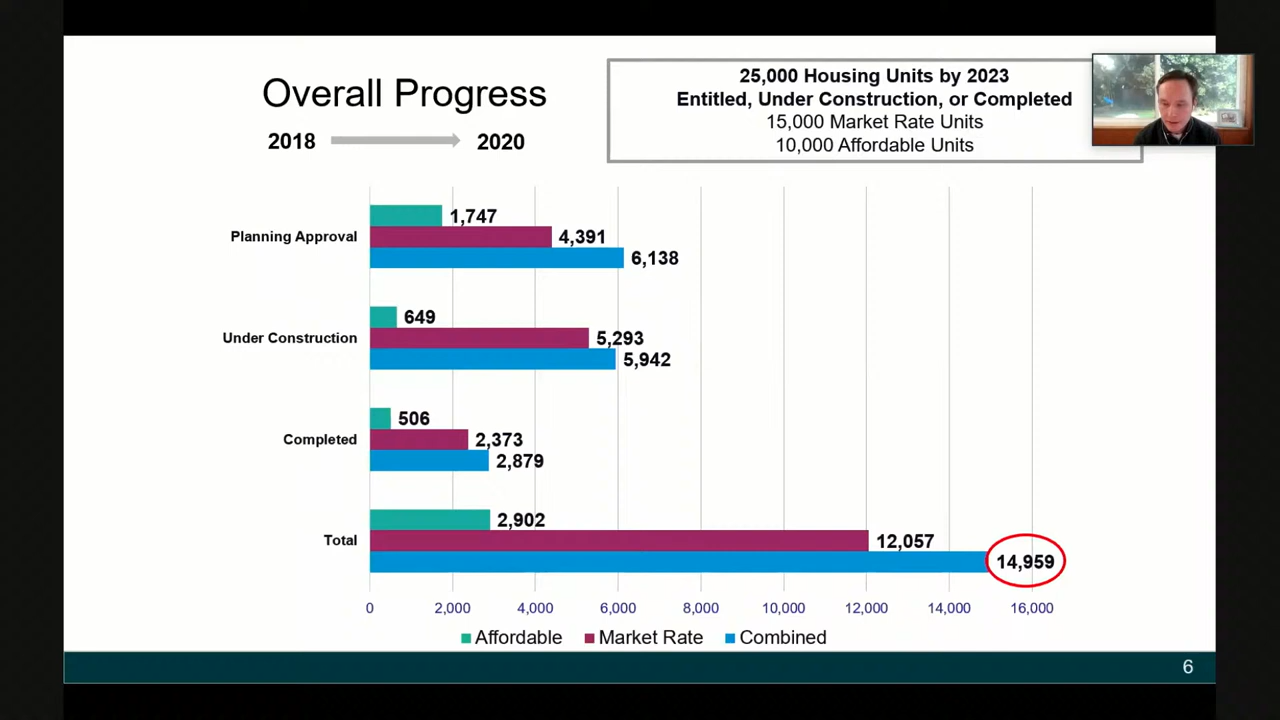 Overall Progress
2018
2020
25,000 Housing Units by 2023
Entitled, Under Construction, or Completed
15,000 Market Rate Units
10,000 Affordable Units
Planning Approval
1,747
4,391
6,138
Under Construction
649
5,293
5,942
Completed
506
2,373
2,879
Total
2,902
12,057
14,959
0 2,000 4,000 6,000 8,000 10,000 12,000 14,000 16,000
Affordable Market Rate Combined
6